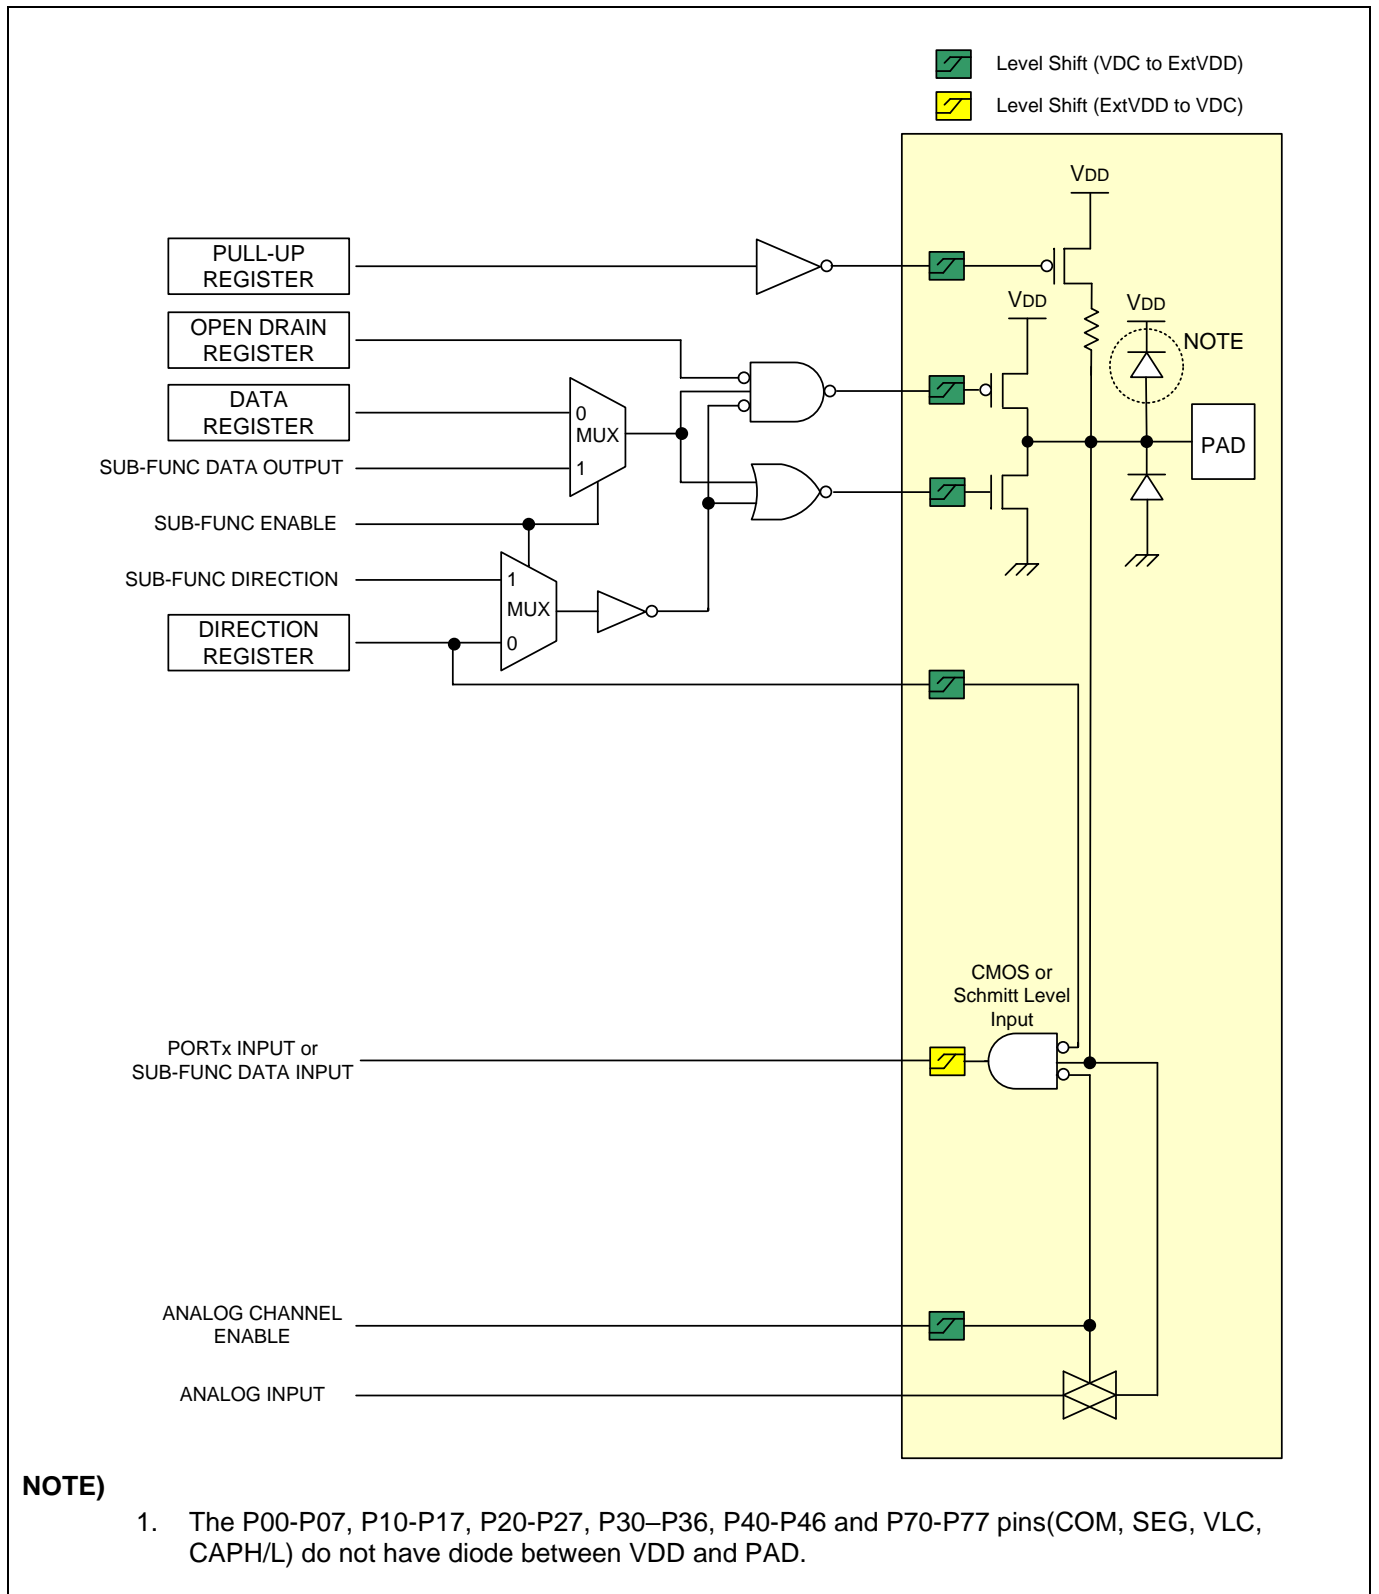 Level Shift (VDC to ExtVDD)
Level Shift (ExtVDD to VDC)
VDD
PULL-UP
REGISTER
VDD
VDD
OPEN DRAIN
REGISTER
NOTE
DATA
REGISTER
0
MUX
1
PAD
SUB-FUNC DATA OUTPUT
SUB-FUNC ENABLE
SUB-FUNC DIRECTION
1
MUX
0
DIRECTION
REGISTER
CMOS or
Schmitt Level
Input
PORTx INPUT or
SUB-FUNC DATA INPUT
ANALOG CHANNEL
ENABLE
ANALOG INPUT
NOTE)
1. The P00-P07, P10-P17, P20-P27, P30–P36, P40-P46 and P70-P77 pins(COM, SEG, VLC,
CAPH/L) do not have diode between VDD and PAD.